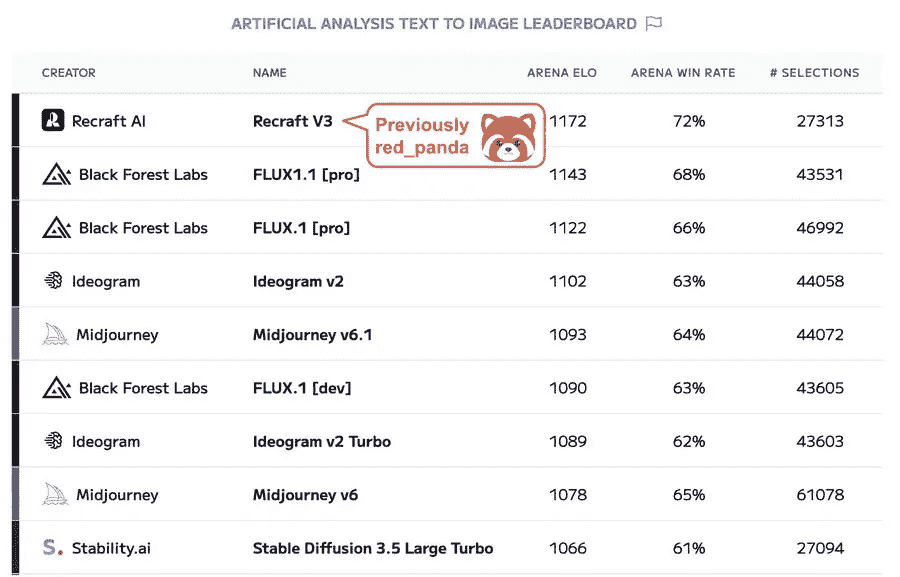 ARTIFICIAL ANALYSIS TEXT TO IMAGE LEADERBOARD
CREATOR NAME ARENA ELO ARENA WIN RATE # SELECTIONS
Recraft AI Recraft V3 Previously red_panda 1172 72% 27313
Black Forest Labs FLUX1.1 [pro] 1143 68% 43531
Black Forest Labs FLUX.1 [pro] 1122 66% 46992
Ideogram Ideogram v2 1102 63% 44058
Midjourney Midjourney v6.1 1093 64% 44072
Black Forest Labs FLUX.1 [dev] 1090 63% 43605
Ideogram Ideogram v2 Turbo 1089 62% 43603
Midjourney Midjourney v6 1078 65% 61078
S. Stability.ai Stable Diffusion 3.5 Large Turbo 1066 61% 27094